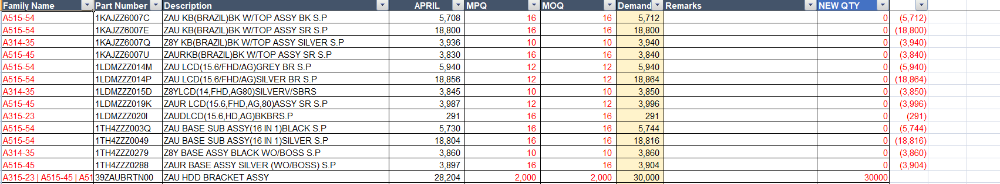 Family Name Part Number Description APRIL MPQ MOQ Demand Remarks NEW QTY
A515-54 1KAJZZ6007C ZAU KB(BRAZIL)BK W/TOP ASSY BK S.P 5,708 16 16 5,712 0 (5,712)
A515-54 1KAJZZ6007E ZAU KB(BRAZIL)BK W/TOP ASSY SR S.P 18,800 16 16 18,800 0 (18,800)
A314-35 1KAJZZ6007Q Z8Y KB(BRAZIL)BK W/TOP ASSY SILVER S.P 3,936 10 10 3,940 0 (3,940)
A515-45 1KAJZZ6007U ZAURKB(BRAZIL)BK W/TOP ASSY SR S.P 3,830 16 16 3,840 0 (3,840)
A515-54 1LDMZZZ014M ZAU LCD(15.6/FHD/AG)GREY BR S.P 5,940 12 12 5,940 0 (5,940)
A515-54 1LDMZZZ014P ZAU LCD(15.6/FHD/AG)SILVER BR S.P 18,856 12 12 18,864 0 (18,864)
A314-35 1LDMZZZ015D Z8YLCD(14,FHD,AG80)SILVERV/SBRS 3,845 10 10 3,850 0 (3,850)
A515-45 1LDMZZZ019K ZAUR LCD(15.6,FHD,AG,80)ASSY SR S.P 3,987 12 12 3,996 0 (3,996)
A315-23 1LDMZZZ020I ZAUDLCD(15.6,HD,AG)BKBRS.P 291 16 16 291 0 (291)
A515-54 1TH4ZZZ003Q ZAU BASE SUB ASSY(16 IN 1)BLACK S.P 5,730 16 16 5,744 0 (5,744)
A515-54 1TH4ZZZ0049 ZAU BASE SUB ASSY(16 IN 1)SILVER S.P 18,804 16 16 18,816 0 (18,816)
A314-35 1TH4ZZZ0279 Z8Y BASE ASSY BLACK WO/BOSS S.P 3,860 10 10 3,860 0 (3,860)
A515-45 1TH4ZZZ0288 ZAUR BASE ASSY SILVER (WO/BOSS) S.P 3,897 16 16 3,904 0 (3,904)
A315-23 | A515-45 | A51 39ZAUBRTN00 ZAU HDD BRACKET ASSY 28,204 2,000 2,000 30,000 30000